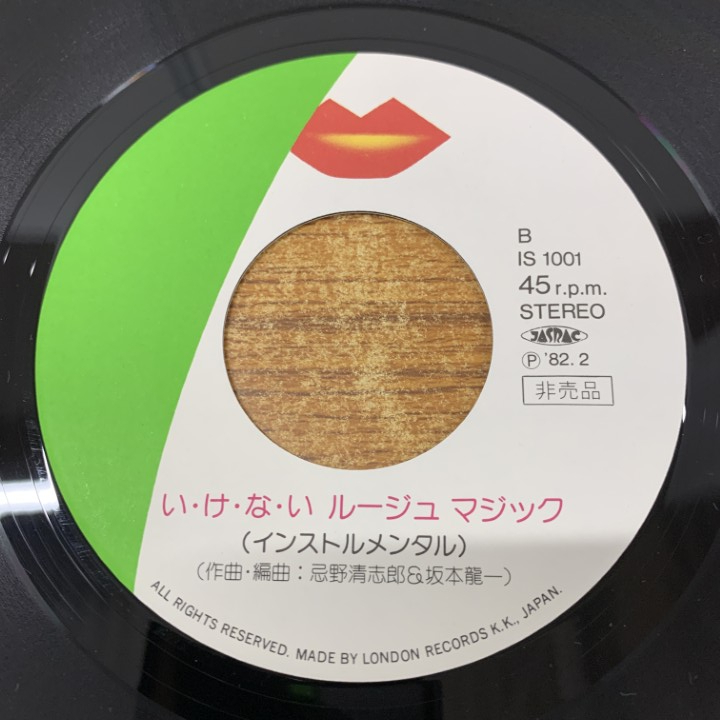 B
IS 1001
45 r.p.m.
STEREO
JASRAC
Ⓟ '82. 2
非売品
い・け・な・い ルージュ マジック
(インストルメンタル)
(作曲・編曲：忌野清志郎&坂本龍一)
ALL RIGHTS RESERVED. MADE BY LONDON RECORDS K.K., JAPAN.